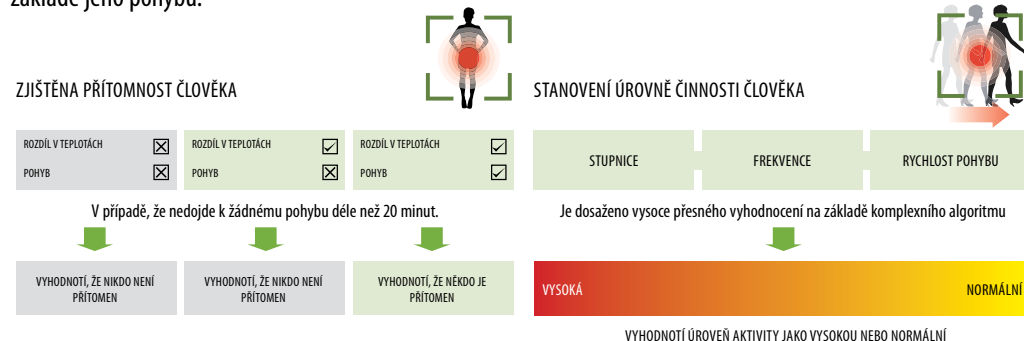 základě jeho pohybu.
ZJIŠTĚNA PŘÍTOMNOST ČLOVĚKA
ROZDÍL V TEPLOTÁCH
POHYB
ROZDÍL V TEPLOTÁCH
POHYB
ROZDÍL V TEPLOTÁCH
POHYB
V případě, že nedojde k žádnému pohybu déle než 20 minut.
VYHODNOTÍ, ŽE NIKDO NENÍ
PŘÍTOMEN
VYHODNOTÍ, ŽE NIKDO NENÍ
PŘÍTOMEN
VYHODNOTÍ, ŽE NĚKDO JE
PŘÍTOMEN
STANOVENÍ ÚROVNĚ ČINNOSTI ČLOVĚKA
STUPNICE
FREKVENCE
RYCHLOST POHYBU
Je dosaženo vysoce přesného vyhodnocení na základě komplexního algoritmu
VYSOKÁ
NORMÁLNÍ
VYHODNOTÍ ÚROVEŇ AKTIVITY JAKO VYSOKOU NEBO NORMÁLNÍ